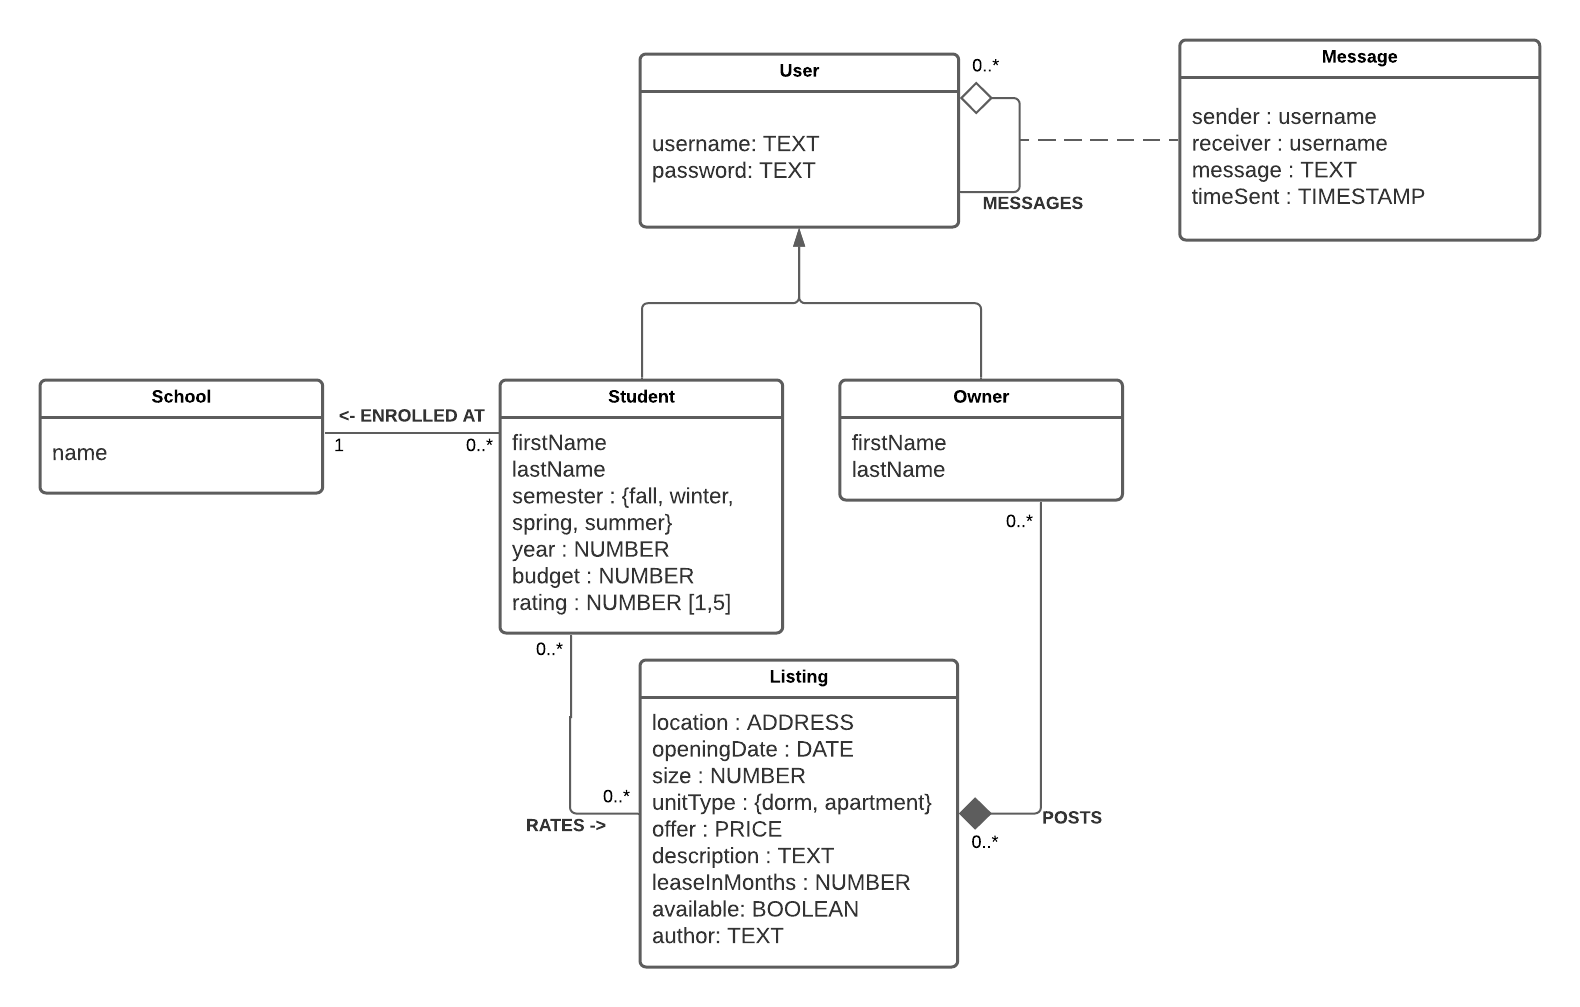 User
username: TEXT
password: TEXT
0..*
MESSAGES
Message
sender : username
receiver : username
message : TEXT
timeSent : TIMESTAMP
School
name
<- ENROLLED AT
1
0..*
Student
firstName
lastName
semester : {fall, winter,
spring, summer}
year : NUMBER
budget : NUMBER
rating : NUMBER [1,5]
Owner
firstName
lastName
0..*
0..*
0..*
RATES ->
Listing
location : ADDRESS
openingDate : DATE
size : NUMBER
unitType : {dorm, apartment}
offer : PRICE
description : TEXT
leaseInMonths : NUMBER
available: BOOLEAN
author: TEXT
POSTS
0..*